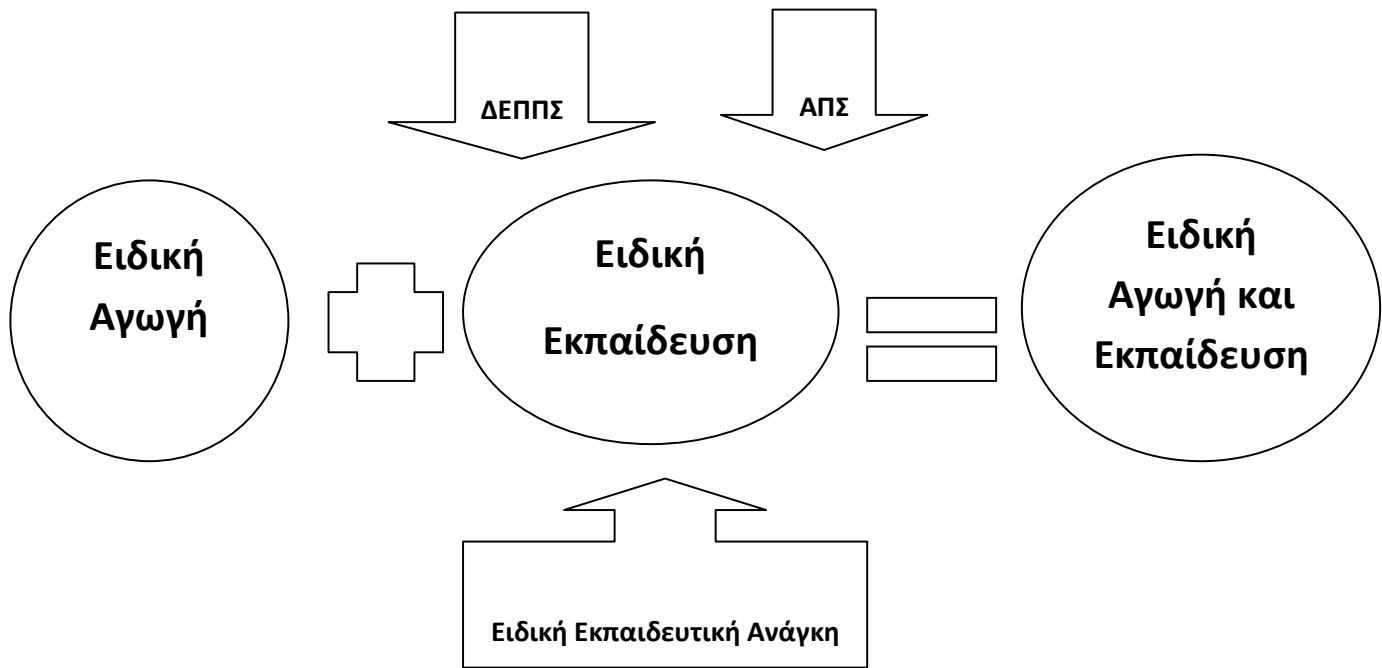 ΔΕΠΠΣ
ΑΠΣ
Ειδική
Αγωγή
Ειδική
Εκπαίδευση
Ειδική
Αγωγή και
Εκπαίδευση
Ειδική Εκπαιδευτική Ανάγκη